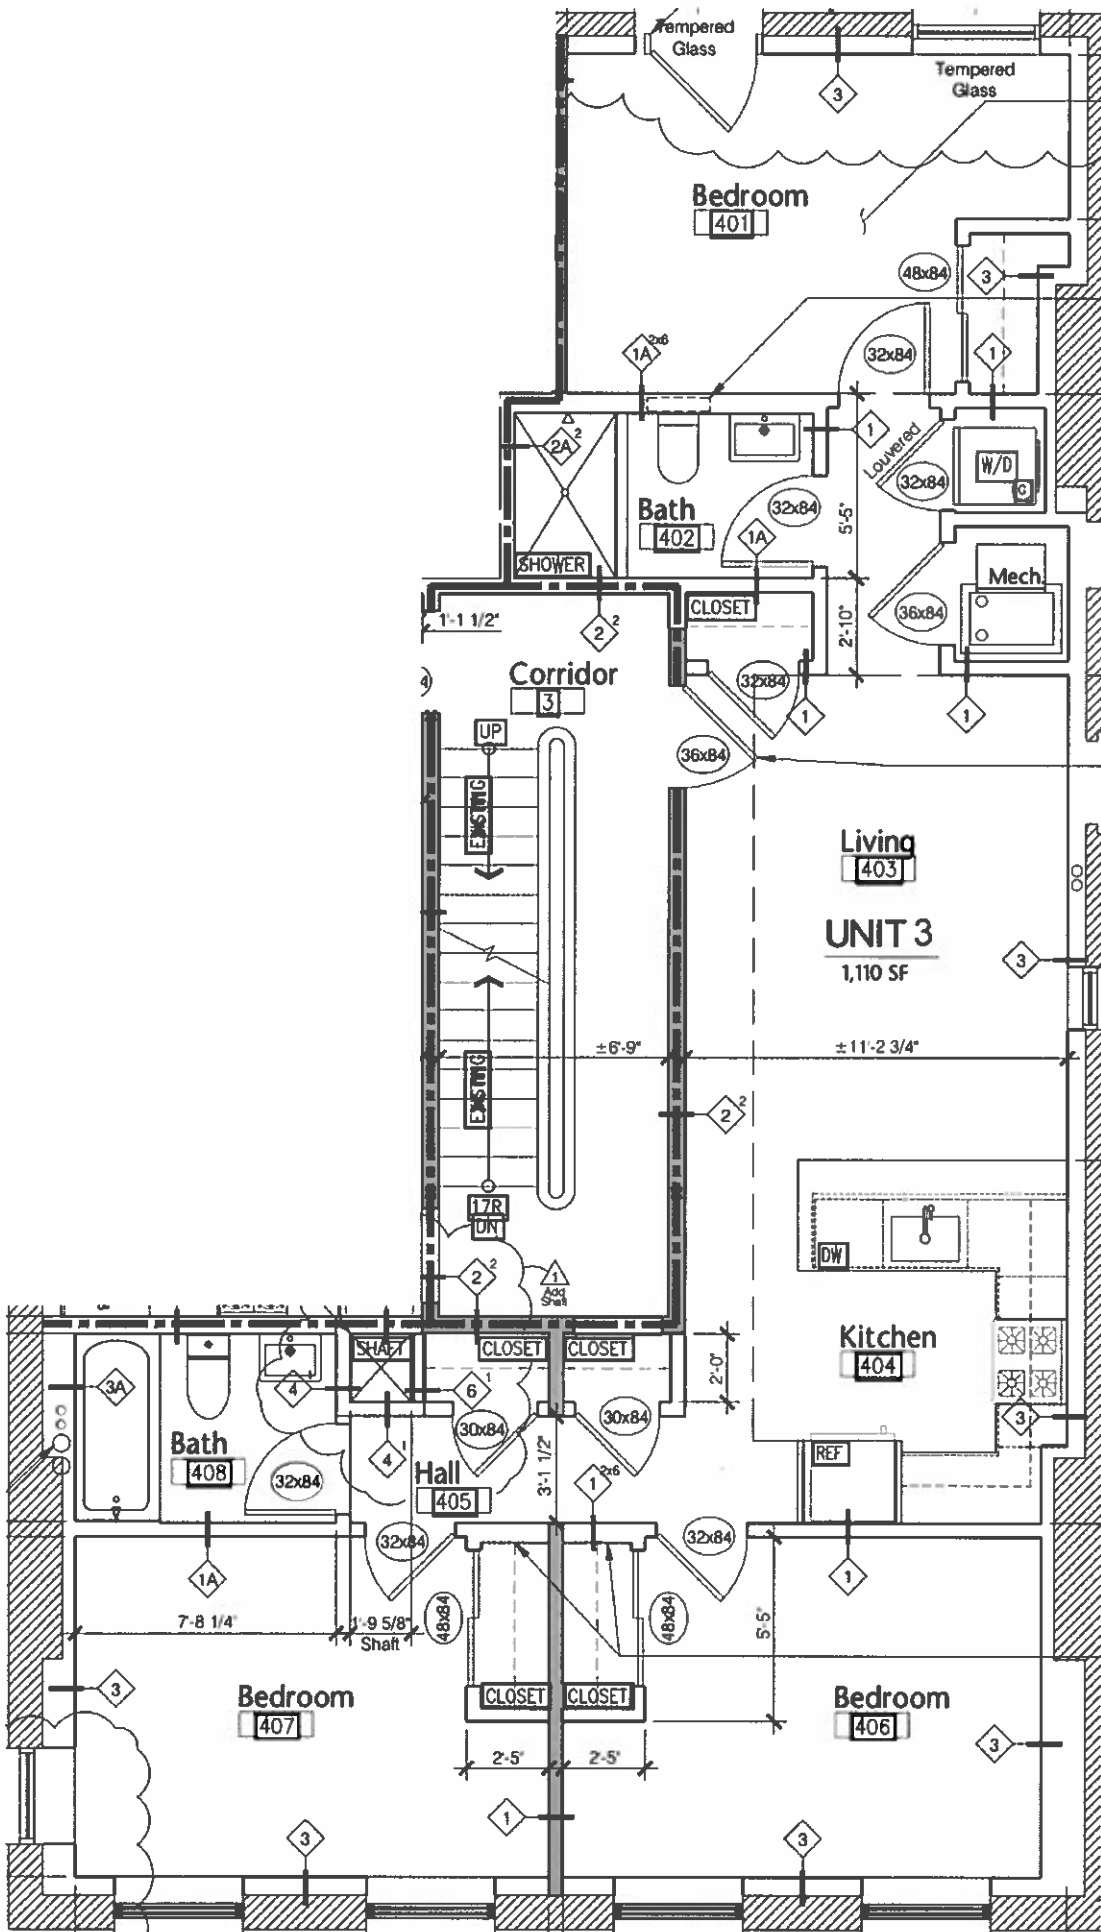 Tempered
Glass
Tempered
Glass
3
Bedroom
401
48x84
3
1A 2x6
32x84
1
2A 2
1
Louvered
W/D
G
32x84
32x84
5'-5"
Bath
402
1A
SHOWER
Mech.
CLOSET
36x84
1'-1 1/2"
2 2
2'-10"
Corridor
3
32x84
1
1
UP
36x84
EXISTING
Living
403
UNIT 3
1,110 SF
3
±6'-9"
±11'-2 3/4"
EXISTING
2 2
17R
DN
DW
2 2
1
Add
Shaft
Kitchen
404
SHAFT
CLOSET
CLOSET
2'-0"
3A
4 1
6 1
3
30x84
30x84
REF
Bath
408
4 1
Hall
405
3'-1 1/2"
1 2x6
32x84
32x84
32x84
1A
1
7'-8 1/4"
1'-9 5/8"
Shaft
48x84
48x84
5'-5"
3
Bedroom
407
CLOSET
CLOSET
Bedroom
406
3
2'-5"
2'-5"
1
3
3